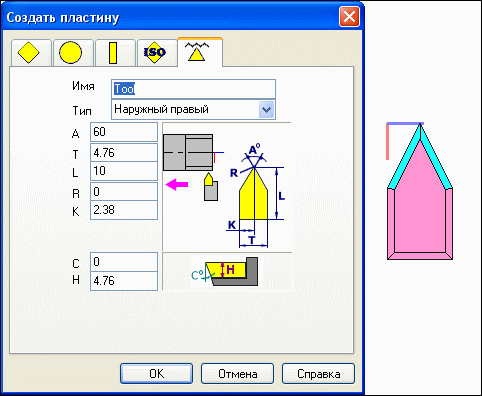 Создать пластину
ISO
Имя Tool
Тип Наружный правый
A 60
T 4.76
L 10
R 0
K 2.38
A°
R
L
K
T
C 0
H 4.76
C° H
OK Отмена Справка